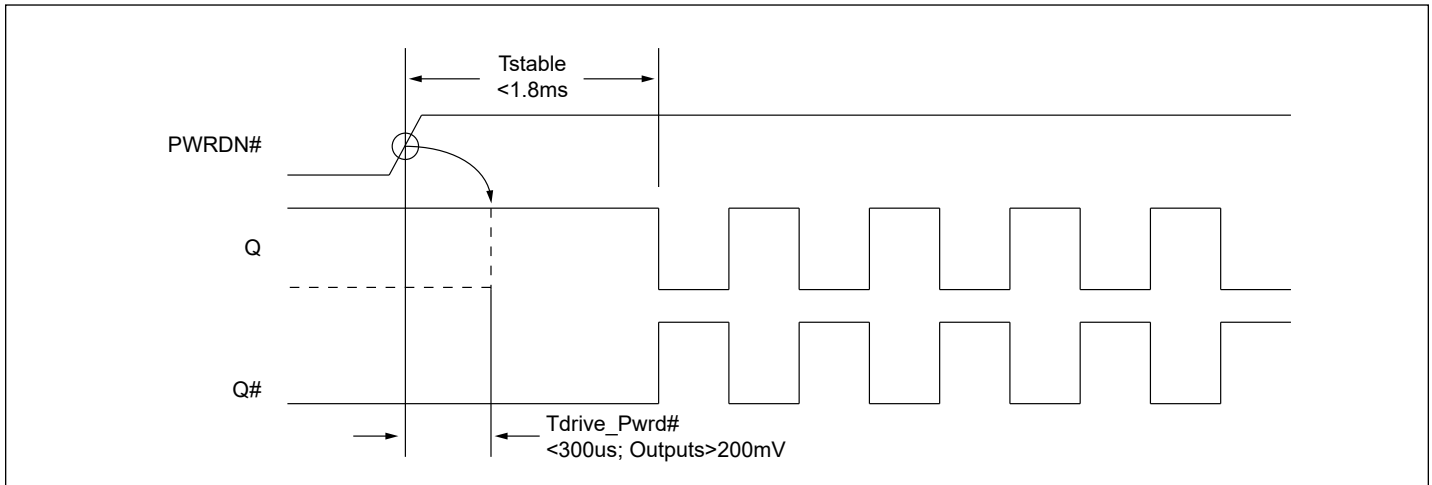 Tstable
<1.8ms
PWRDN#
Q
Q#
Tdrive_Pwrd#
<300us; Outputs>200mV